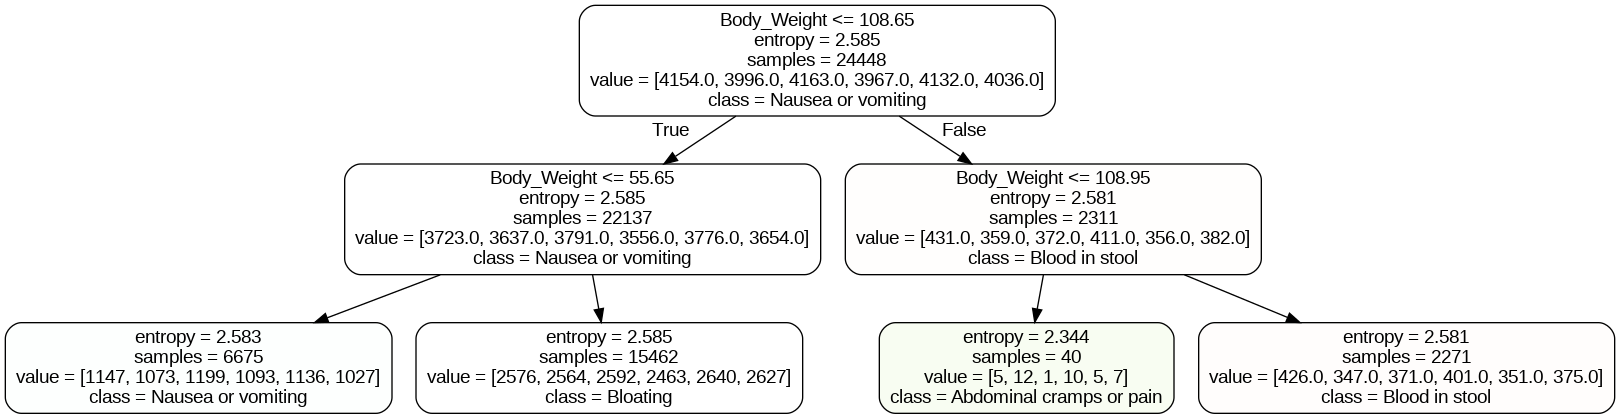 Body_Weight <= 108.65
entropy = 2.585
samples = 24448
value = [4154.0, 3996.0, 4163.0, 3967.0, 4132.0, 4036.0]
class = Nausea or vomiting
True
False
Body_Weight <= 55.65
entropy = 2.585
samples = 22137
value = [3723.0, 3637.0, 3791.0, 3556.0, 3776.0, 3654.0]
class = Nausea or vomiting
Body_Weight <= 108.95
entropy = 2.581
samples = 2311
value = [431.0, 359.0, 372.0, 411.0, 356.0, 382.0]
class = Blood in stool
entropy = 2.583
samples = 6675
value = [1147, 1073, 1199, 1093, 1136, 1027]
class = Nausea or vomiting
entropy = 2.585
samples = 15462
value = [2576, 2564, 2592, 2463, 2640, 2627]
class = Bloating
entropy = 2.344
samples = 40
value = [5, 12, 1, 10, 5, 7]
class = Abdominal cramps or pain
entropy = 2.581
samples = 2271
value = [426.0, 347.0, 371.0, 401.0, 351.0, 375.0]
class = Blood in stool